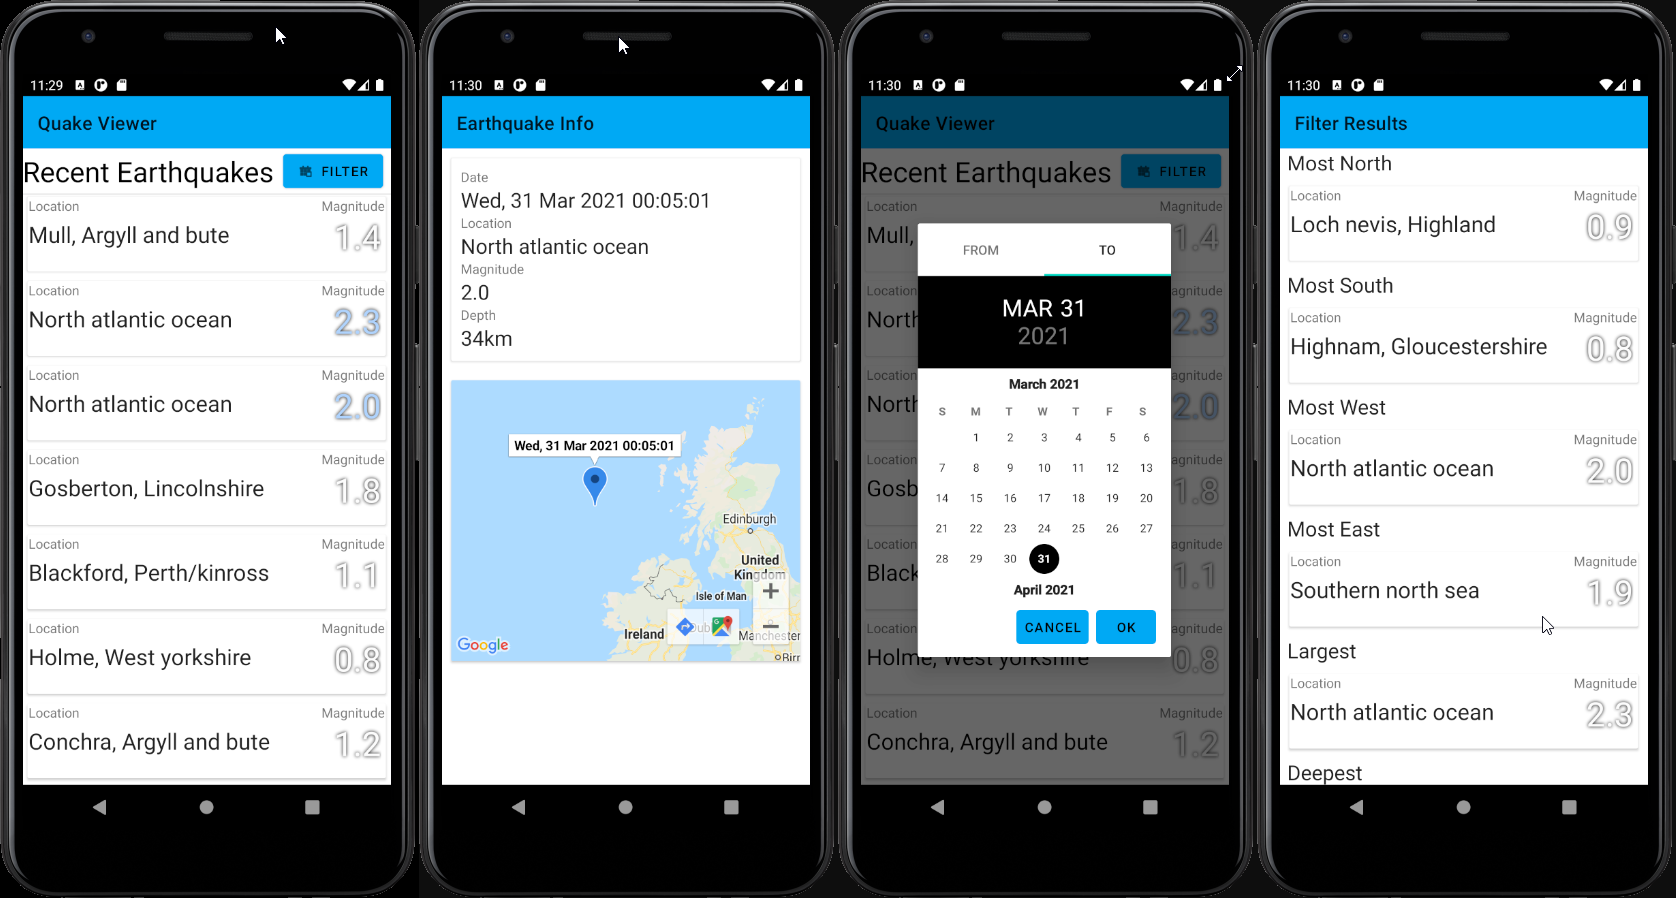 11:29
Quake Viewer
Recent Earthquakes FILTER
Location Magnitude
Mull, Argyll and bute 1.4
Location Magnitude
North atlantic ocean 2.3
Location Magnitude
North atlantic ocean 2.0
Location Magnitude
Gosberton, Lincolnshire 1.8
Location Magnitude
Blackford, Perth/kinross 1.1
Location Magnitude
Holme, West yorkshire 0.8
Location Magnitude
Conchra, Argyll and bute 1.2
11:30
Earthquake Info
Date
Wed, 31 Mar 2021 00:05:01
Location
North atlantic ocean
Magnitude
2.0
Depth
34km
Wed, 31 Mar 2021 00:05:01
Edinburgh
United
Kingdom
Isle of Man
Dub
Ireland
Manchester
Birr
Google
11:30
Quake Viewer
Recent Earthquakes FILTER
Location Magnitude
Mull, 1.4
FROM TO
MAR 31
2021
North 2.3
North 2.0
March 2021
S M T W T F S
1 2 3 4 5 6
7 8 9 10 11 12 13
14 15 16 17 18 19 20
21 22 23 24 25 26 27
28 29 30 31
April 2021
CANCEL OK
Gosb 1.8
Black 1.1
Location Magnitude
Holme, West yorkshire 0.8
Location Magnitude
Conchra, Argyll and bute 1.2
11:30
Filter Results
Most North
Location Magnitude
Loch nevis, Highland 0.9
Most South
Location Magnitude
Highnam, Gloucestershire 0.8
Most West
Location Magnitude
North atlantic ocean 2.0
Most East
Location Magnitude
Southern north sea 1.9
Largest
Location Magnitude
North atlantic ocean 2.3
Deepest